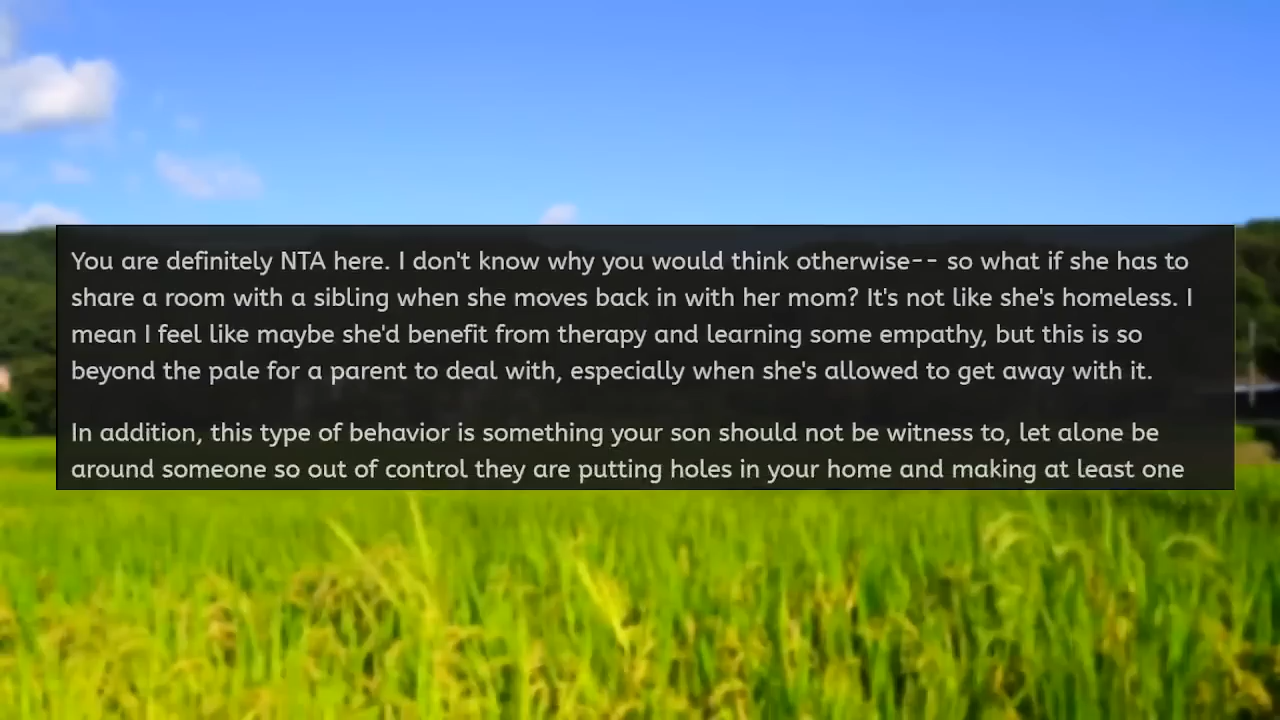 You are definitely NTA here. I don't know why you would think otherwise-- so what if she has to
share a room with a sibling when she moves back in with her mom? It's not like she's homeless. I
mean I feel like maybe she'd benefit from therapy and learning some empathy, but this is so
beyond the pale for a parent to deal with, especially when she's allowed to get away with it.
In addition, this type of behavior is something your son should not be witness to, let alone be
around someone so out of control they are putting holes in your home and making at least one